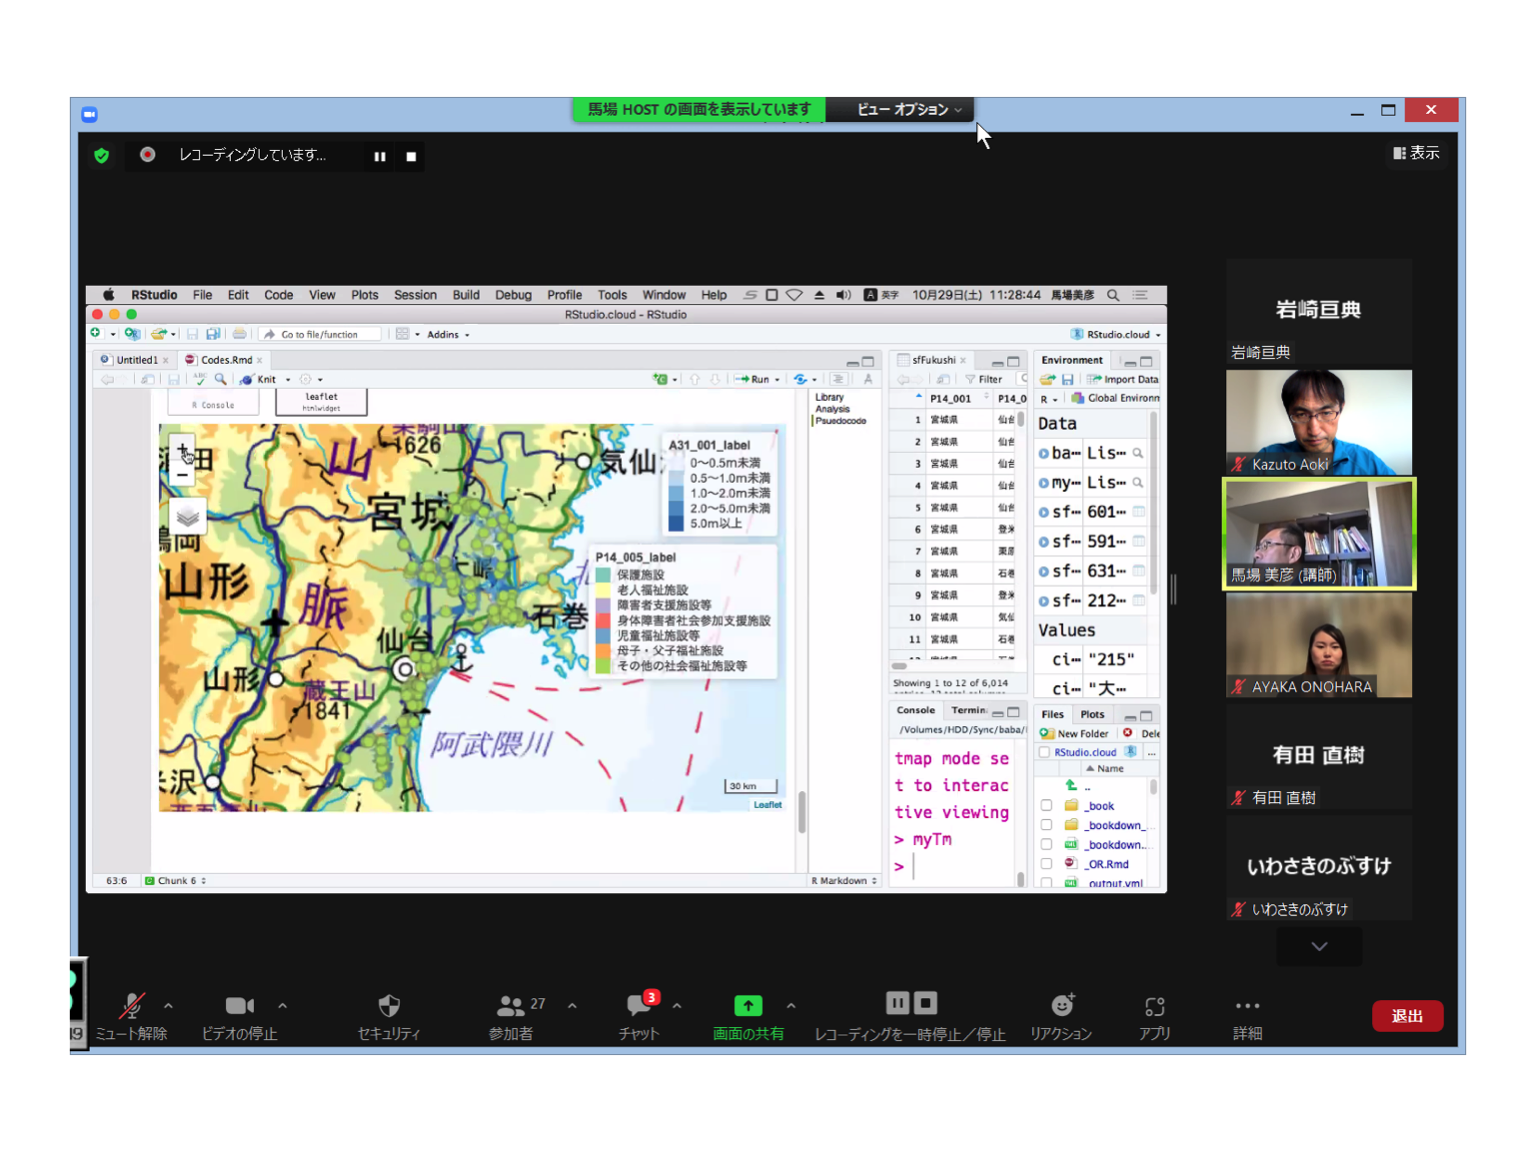 馬場 HOST の画面を表示しています
ビュー オプション
レコーディングしています...
表示
RStudio File Edit Code View Plots Session Build Debug Profile Tools Window Help
英字 10月29日(土) 11:28:44 馬場美彦
RStudio.cloud - RStudio
Go to file/function
Addins
RStudio.cloud
Untitled1
Codes.Rmd
Knit
Run
R Console
leaflet
htmlwidget
Library
Analysis
Psuedocode
1626
山
気仙
宮城
山形
脈
石巻
仙台
山形
蔵王山
1841
阿武隈川
米沢
A31_001_label
0～0.5m未満
0.5～1.0m未満
1.0～2.0m未満
2.0～5.0m未満
5.0m以上
P14_005_label
保護施設
老人福祉施設
障害者支援施設等
身体障害者社会参加支援施設
児童福祉施設等
母子・父子福祉施設
その他の社会福祉施設等
30 km
Leaflet
63:6
Chunk 6
R Markdown
sfFukushi
Filter
P14_001 P14_0
1 宮城県 仙台
2 宮城県 仙台
3 宮城県 仙台
4 宮城県 仙台
5 宮城県 仙台
6 宮城県 登米
7 宮城県 栗原
8 宮城県 石巻
9 宮城県 登米
10 宮城県 気仙
11 宮城県 石巻
Showing 1 to 12 of 6,014
Console Termin
/Volumes/HDD/Sync/baba/
tmap mode se
t to interac
tive viewing
> myTm
>
Environment
Import Data
R
Global Environm
Data
ba… Lis…
my… Lis…
sf… 601…
sf… 591…
sf… 631…
sf… 212…
Values
ci… "215"
ci… "大…
Files Plots
New Folder
Dele
RStudio.cloud
...
Name
..
_book
_bookdown_...
_bookdown....
_OR.Rmd
_output.yml
岩崎亘典
岩崎亘典
Kazuto Aoki
馬場 美彦 (講師)
AYAKA ONOHARA
有田 直樹
有田 直樹
いわさきのぶすけ
いわさきのぶすけ
19
ミュート解除
ビデオの停止
セキュリティ
27
参加者
3
チャット
画面の共有
レコーディングを一時停止／停止
リアクション
アプリ
詳細
退出